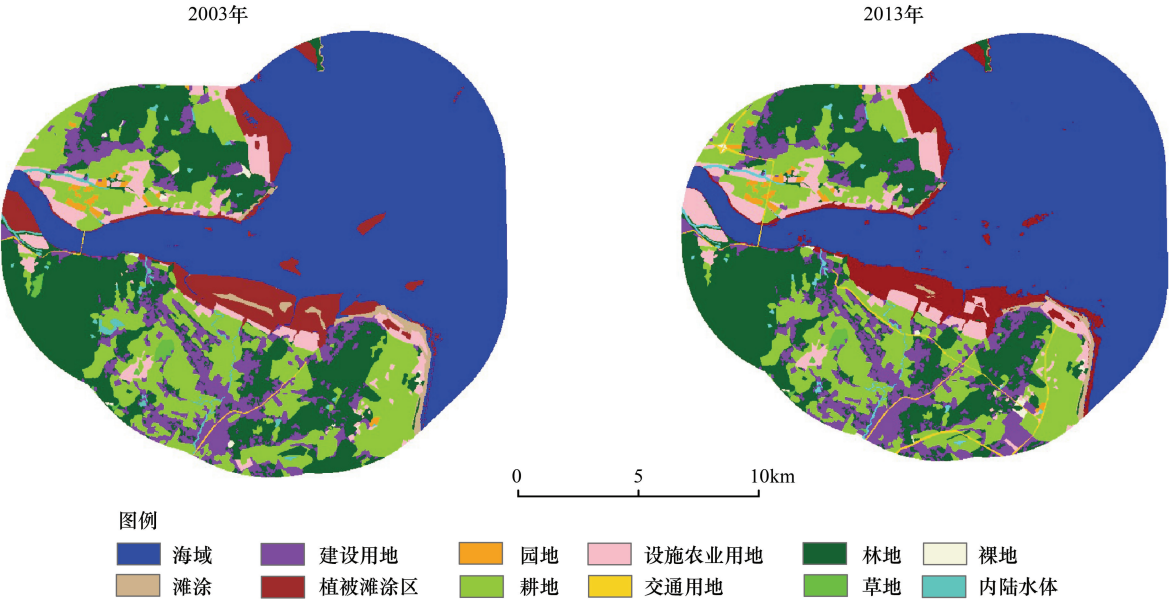 2003年
2013年
0 5 10km
图例
海域 建设用地 园地 设施农业用地 林地 裸地
滩涂 植被滩涂区 耕地 交通用地 草地 内陆水体